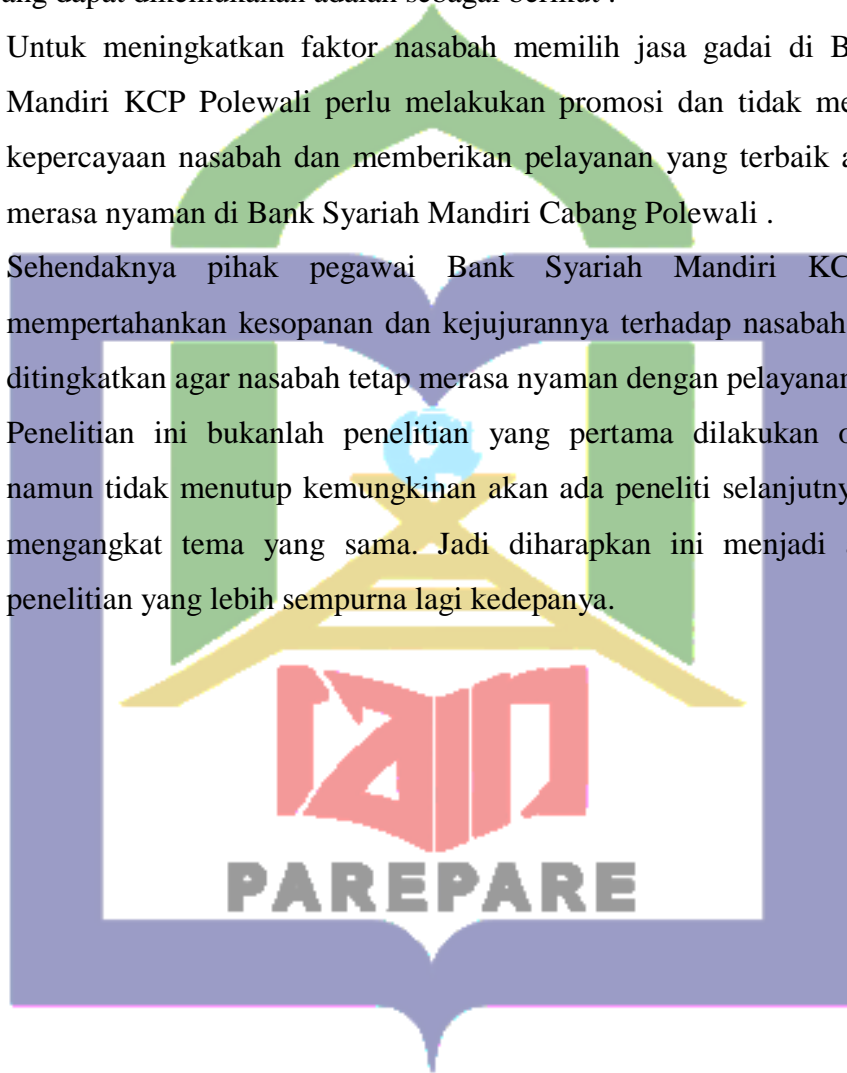 dapat dikemukakan adalah sebagai berikut :
Untuk meningkatkan faktor nasabah memilih jasa gadai di
Mandiri KCP Polewali perlu melakukan promosi dan tidak
kepercayaan nasabah dan memberikan pelayanan yang terbaik
merasa nyaman di Bank Syariah Mandiri Cabang Polewali .
Sehendaknya pihak pegawai Bank Syariah Mandiri
mempertahankan kesopanan dan kejujurannya terhadap nasabah
ditingkatkan agar nasabah tetap merasa nyaman dengan pelayanan
Penelitian ini bukanlah penelitian yang pertama dilakukan
namun tidak menutup kemungkinan akan ada peneliti
mengangkat tema yang sama. Jadi diharapkan ini menjadi
penelitian yang lebih sempurna lagi kedepanya.
iain
PAREPARE